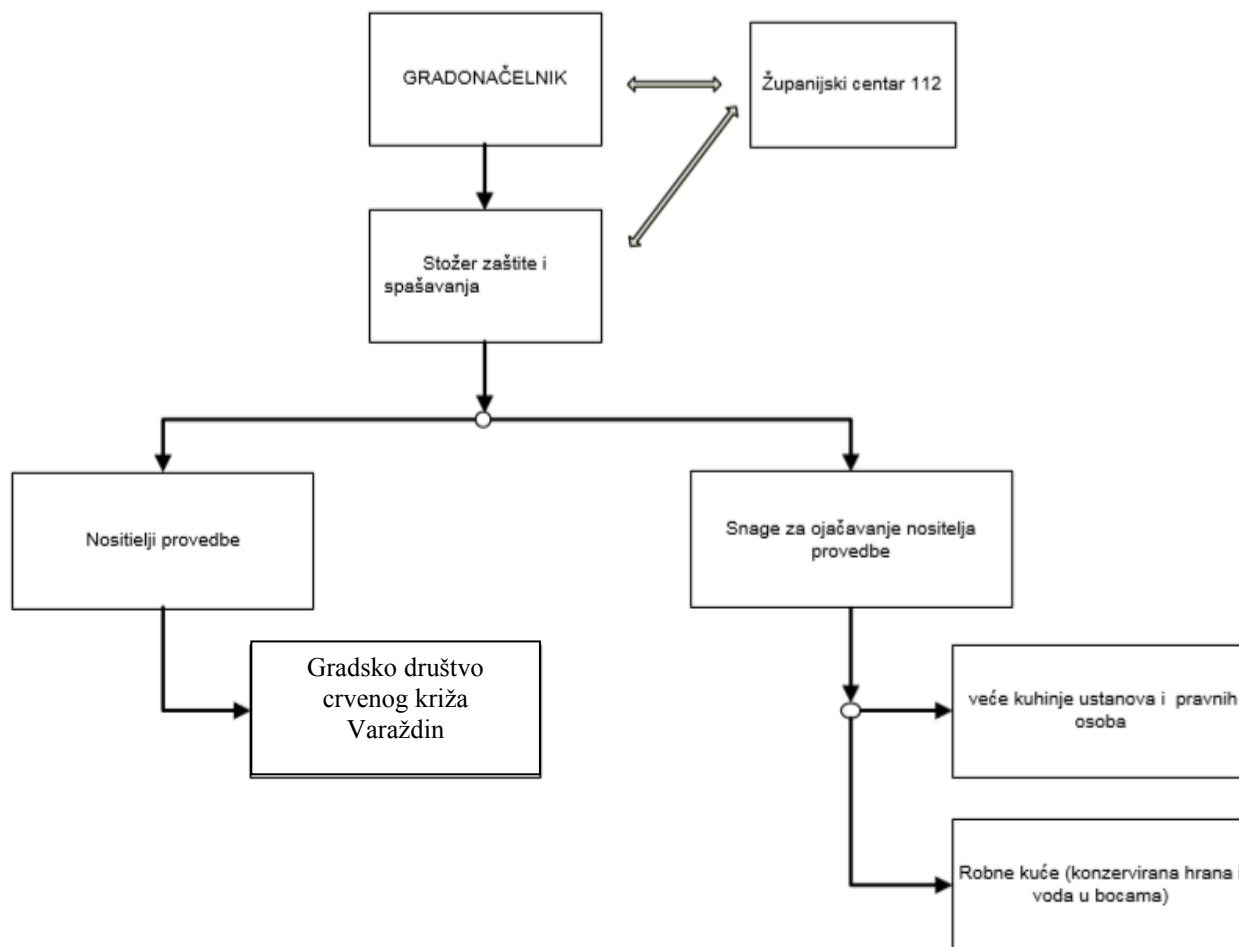 GRADONAČELNIK
Županijski centar 112
Stožer zaštite i
spašavanja
Nositielji provedbe
Snage za ojačavanje nositelja
provedbe
Gradsko društvo
crvenog križa
Varaždin
veće kuhinje ustanova i pravnih
osoba
Robne kuće (konzervirana hrana i
voda u bocama)